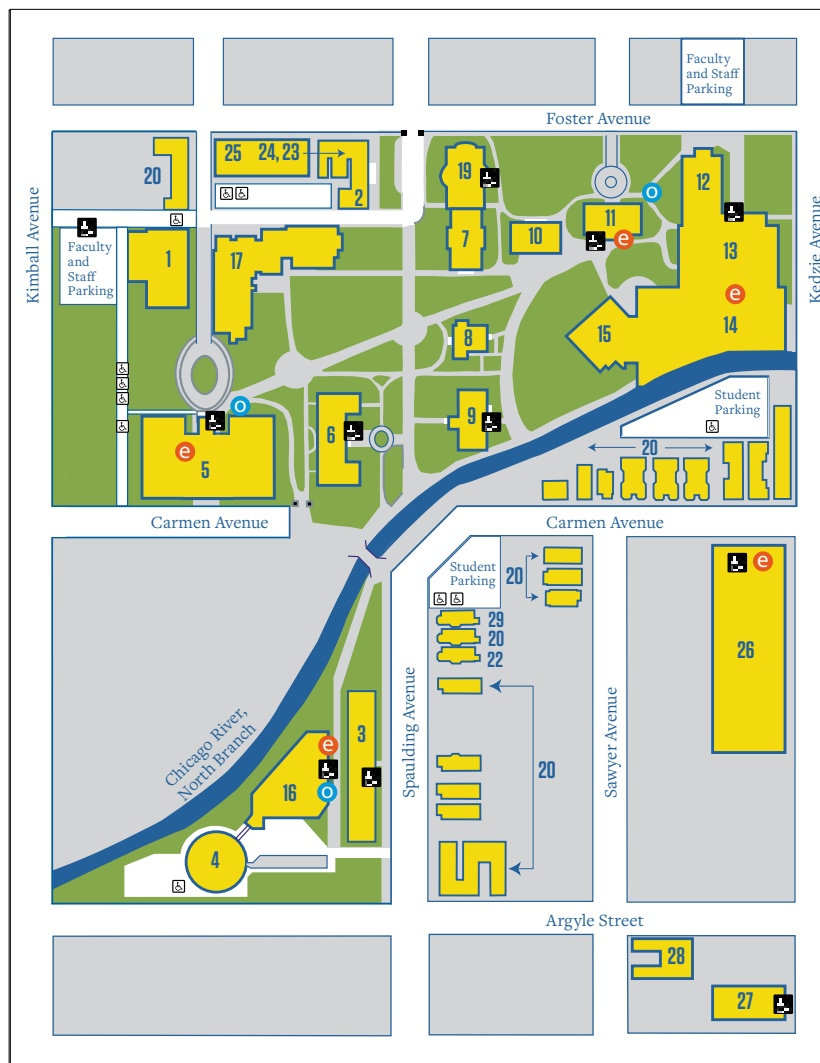 Faculty
and Staff
Parking
Foster Avenue
25
24, 23
2
20
19
12
Kimball Avenue
Kedzie Avenue
11
7
10
13
1
17
Faculty
and
Staff
Parking
e
e
14
15
8
o
o
Student
Parking
9
6
20
e
5
Carmen Avenue
Carmen Avenue
Student
Parking
20
e
29
20
22
26
Spaulding Avenue
Sawyer Avenue
Chicago River,
North Branch
3
e
16
o
20
4
Argyle Street
28
27